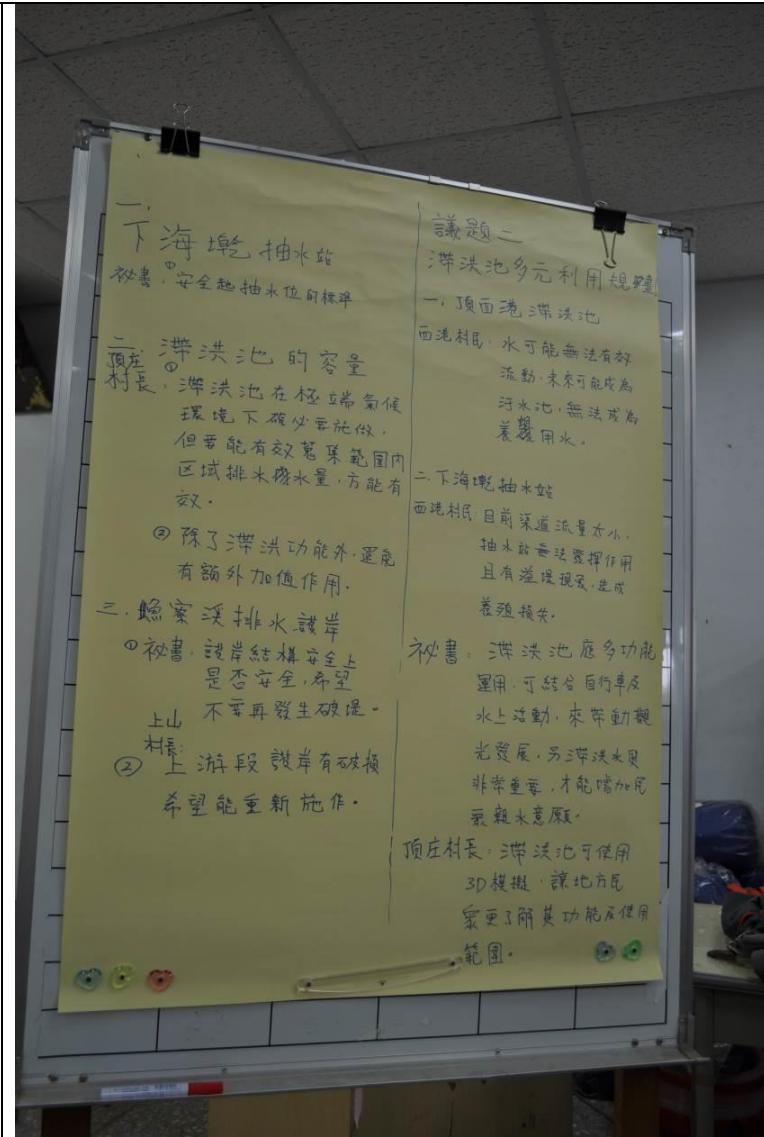 一.
下海墘抽水站
祕書:①安全起抽水位的標準
二. 滯洪池的容量
頂庄村長:①滯洪池在極端氣候
環境下確必要施做,
但要能有效蒐集範圍內
区域排水餘水量,方能有
效。
② 除了滯洪功能外,還能
有額外加值作用.
三. 鴿寮溪排水護岸
①祕書:護岸結構安全上
是否安全,希望
不要再發生破堤。
上山
村長:
② 上游段護岸有破損
希望能重新施作。
議題二
滯洪池多元利用規劃
一. 頂西港滯洪池
西港村民:水可能無法有效
流動,未來可能成為
污水池,無法成為
養殖用水。
二.下海墘抽水站
西港村民:目前渠道流量太小,
抽水站無法發揮作用
且有溢堤現象,造成
養殖損失。
祕書:滯洪池應多功能
運用,可結合自行車及
水上活動,來帶動觀
光發展,另滯洪水質
非常重要,才能增加民
眾親水意願。
頂庄村長:滯洪池可使用
3D模擬,讓地方民
眾更了解其功能及使用
範圍。